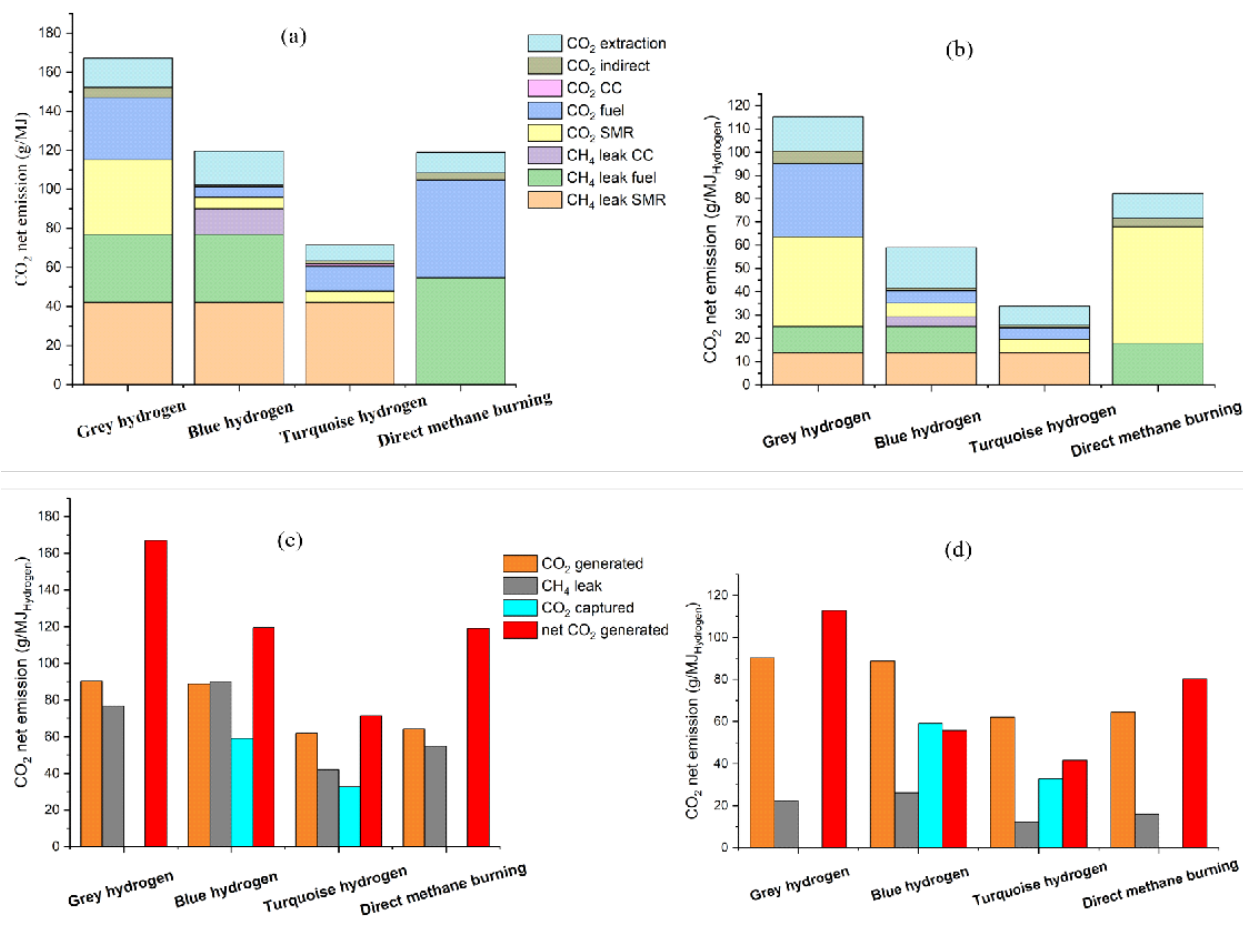 (a)
CO₂ net emission (g/MJ)
180
160
140
120
100
80
60
40
20
0
Grey hydrogen
Blue hydrogen
Turquoise hydrogen
Direct methane burning
CO₂ extraction
CO₂ indirect
CO₂ CC
CO₂ fuel
CO₂ SMR
CH₄ leak CC
CH₄ leak fuel
CH₄ leak SMR
(b)
CO₂ net emission (g/MJHydrogen)
120
110
100
90
80
70
60
50
40
30
20
10
0
Grey hydrogen
Blue hydrogen
Turquoise hydrogen
Direct methane burning
(c)
CO₂ net emission (g/MJHydrogen)
180
160
140
120
100
80
60
40
20
0
Grey hydrogen
Blue hydrogen
Turquoise hydrogen
Direct methane burning
CO₂ generated
CH₄ leak
CO₂ captured
net CO₂ generated
(d)
CO₂ net emission (g/MJHydrogen)
120
100
80
60
40
20
0
Grey hydrogen
Blue hydrogen
Turquoise hydrogen
Direct methane burning